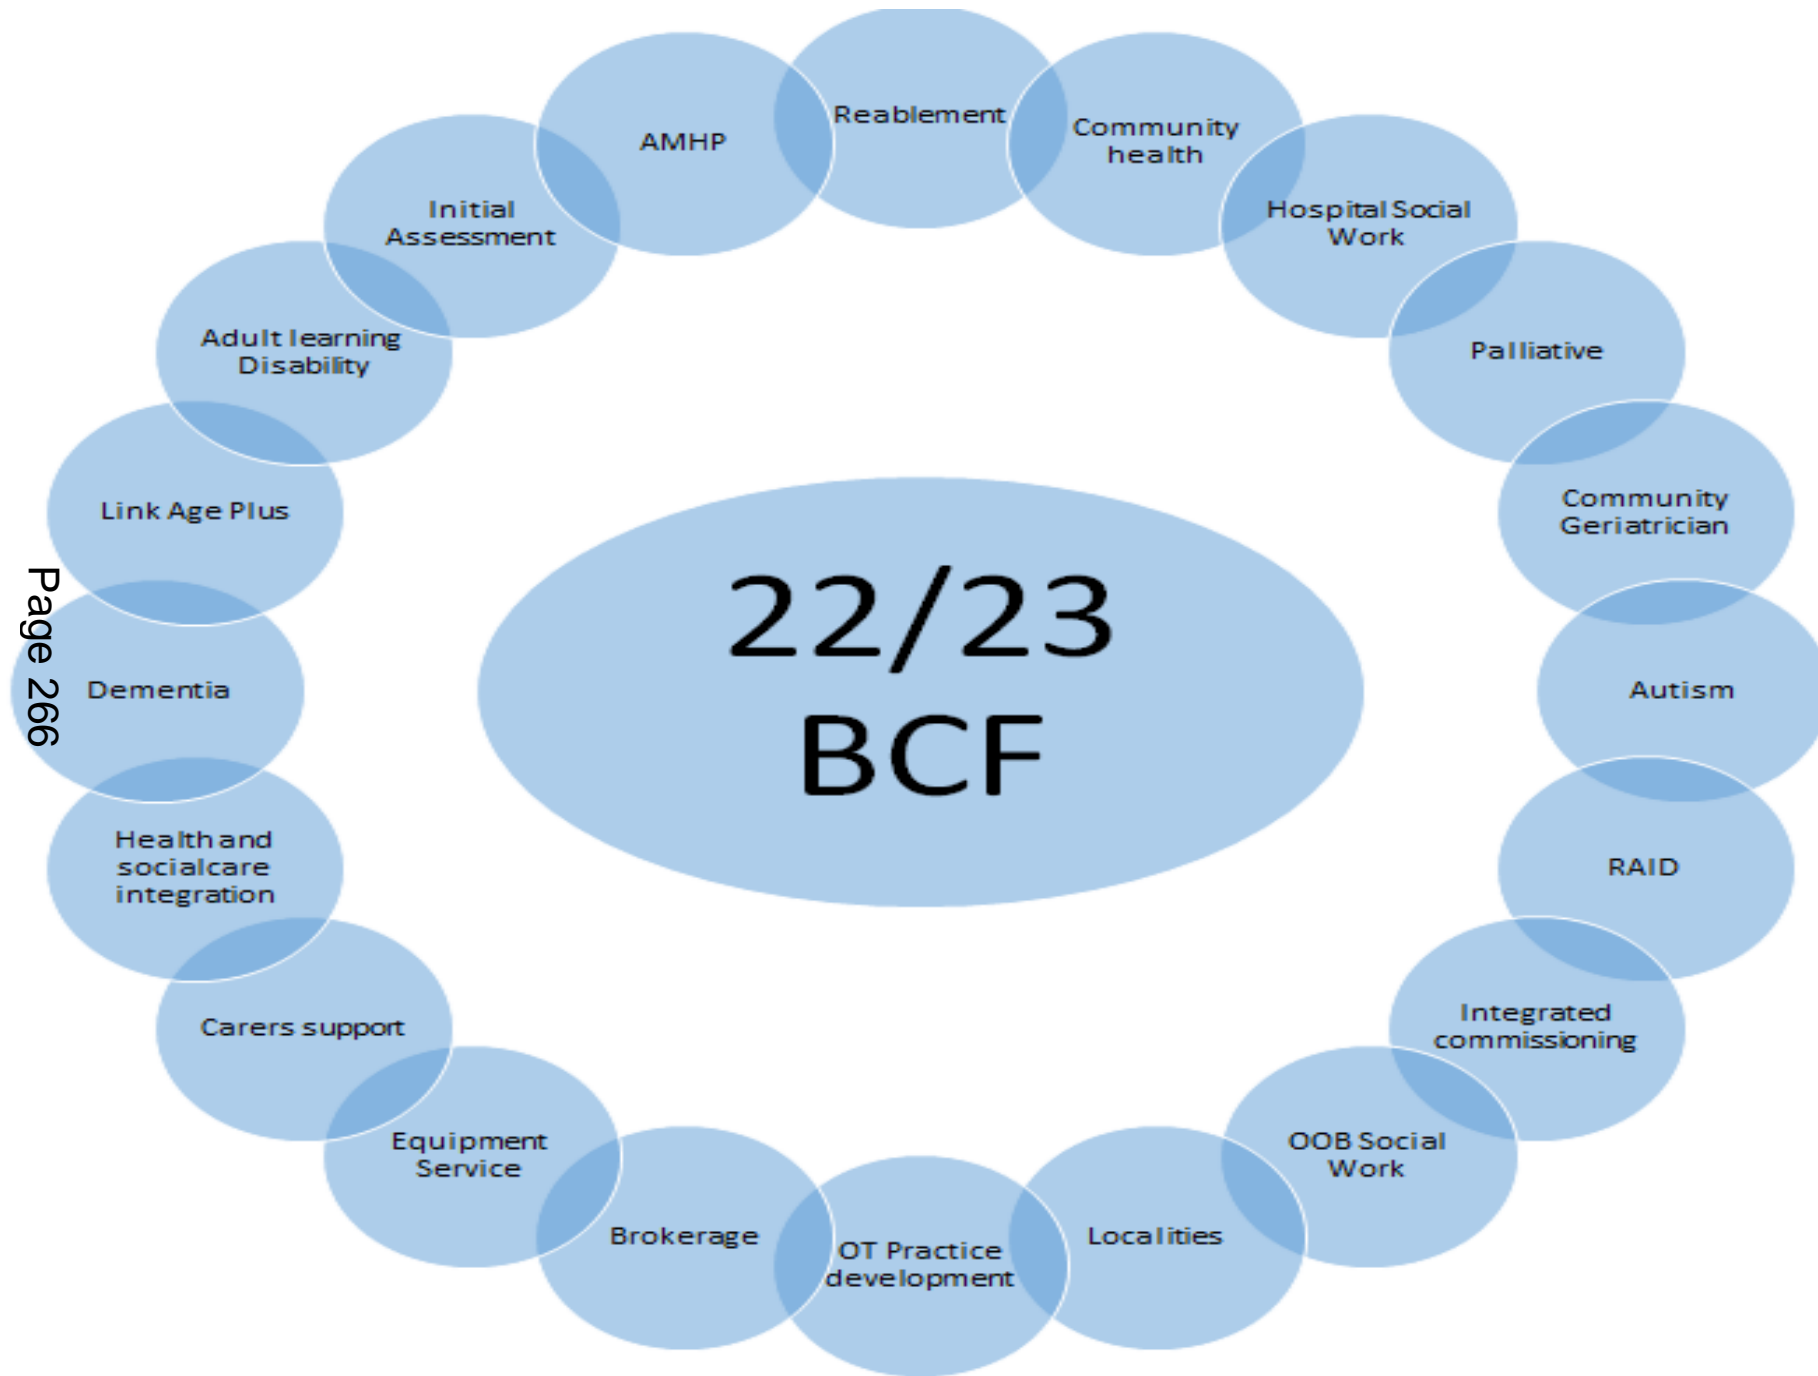 Reablement
Community
health
Hospital Social
Work
Palliative
Community
Geriatrician
Autism
RAID
Integrated
commissioning
OOB Social
Work
Localities
OT Practice
development
Brokerage
Equipment
Service
Carers support
Health and
socialcare
integration
Dementia
Link Age Plus
Adult learning
Disability
Initial
Assessment
AMHP
22/23
BCF
Page 266